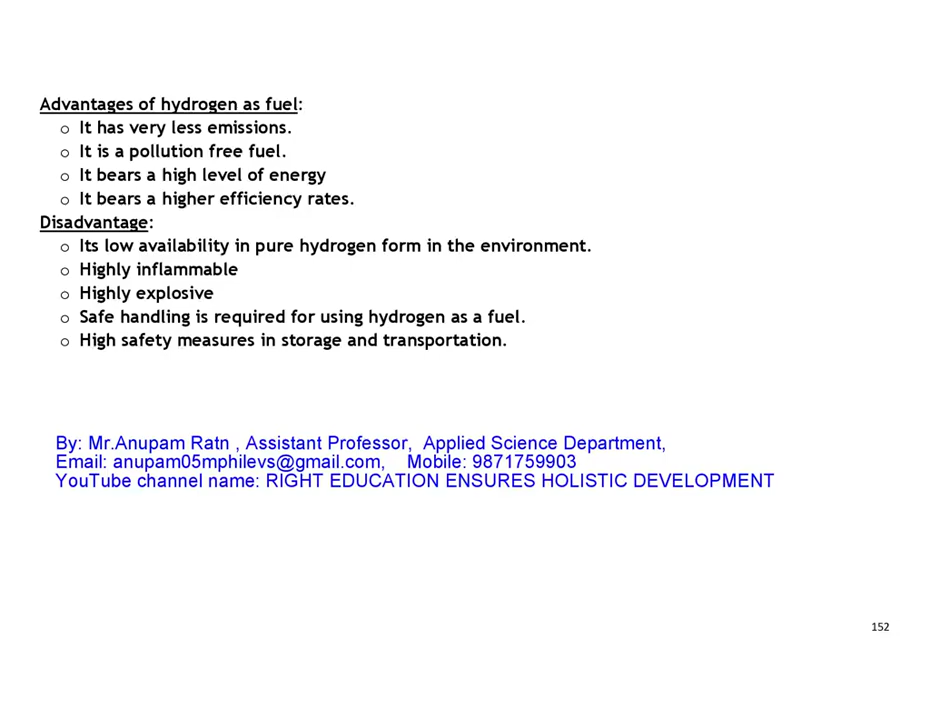 Advantages of hydrogen as fuel:
o It has very less emissions.
o It is a pollution free fuel.
o It bears a high level of energy
o It bears a higher efficiency rates.
Disadvantage:
o Its low availability in pure hydrogen form in the environment.
o Highly inflammable
o Highly explosive
o Safe handling is required for using hydrogen as a fuel.
o High safety measures in storage and transportation.
By: Mr.Anupam Ratn , Assistant Professor, Applied Science Department,
Email: anupam05mphilevs@gmail.com, Mobile: 9871759903
YouTube channel name: RIGHT EDUCATION ENSURES HOLISTIC DEVELOPMENT
152